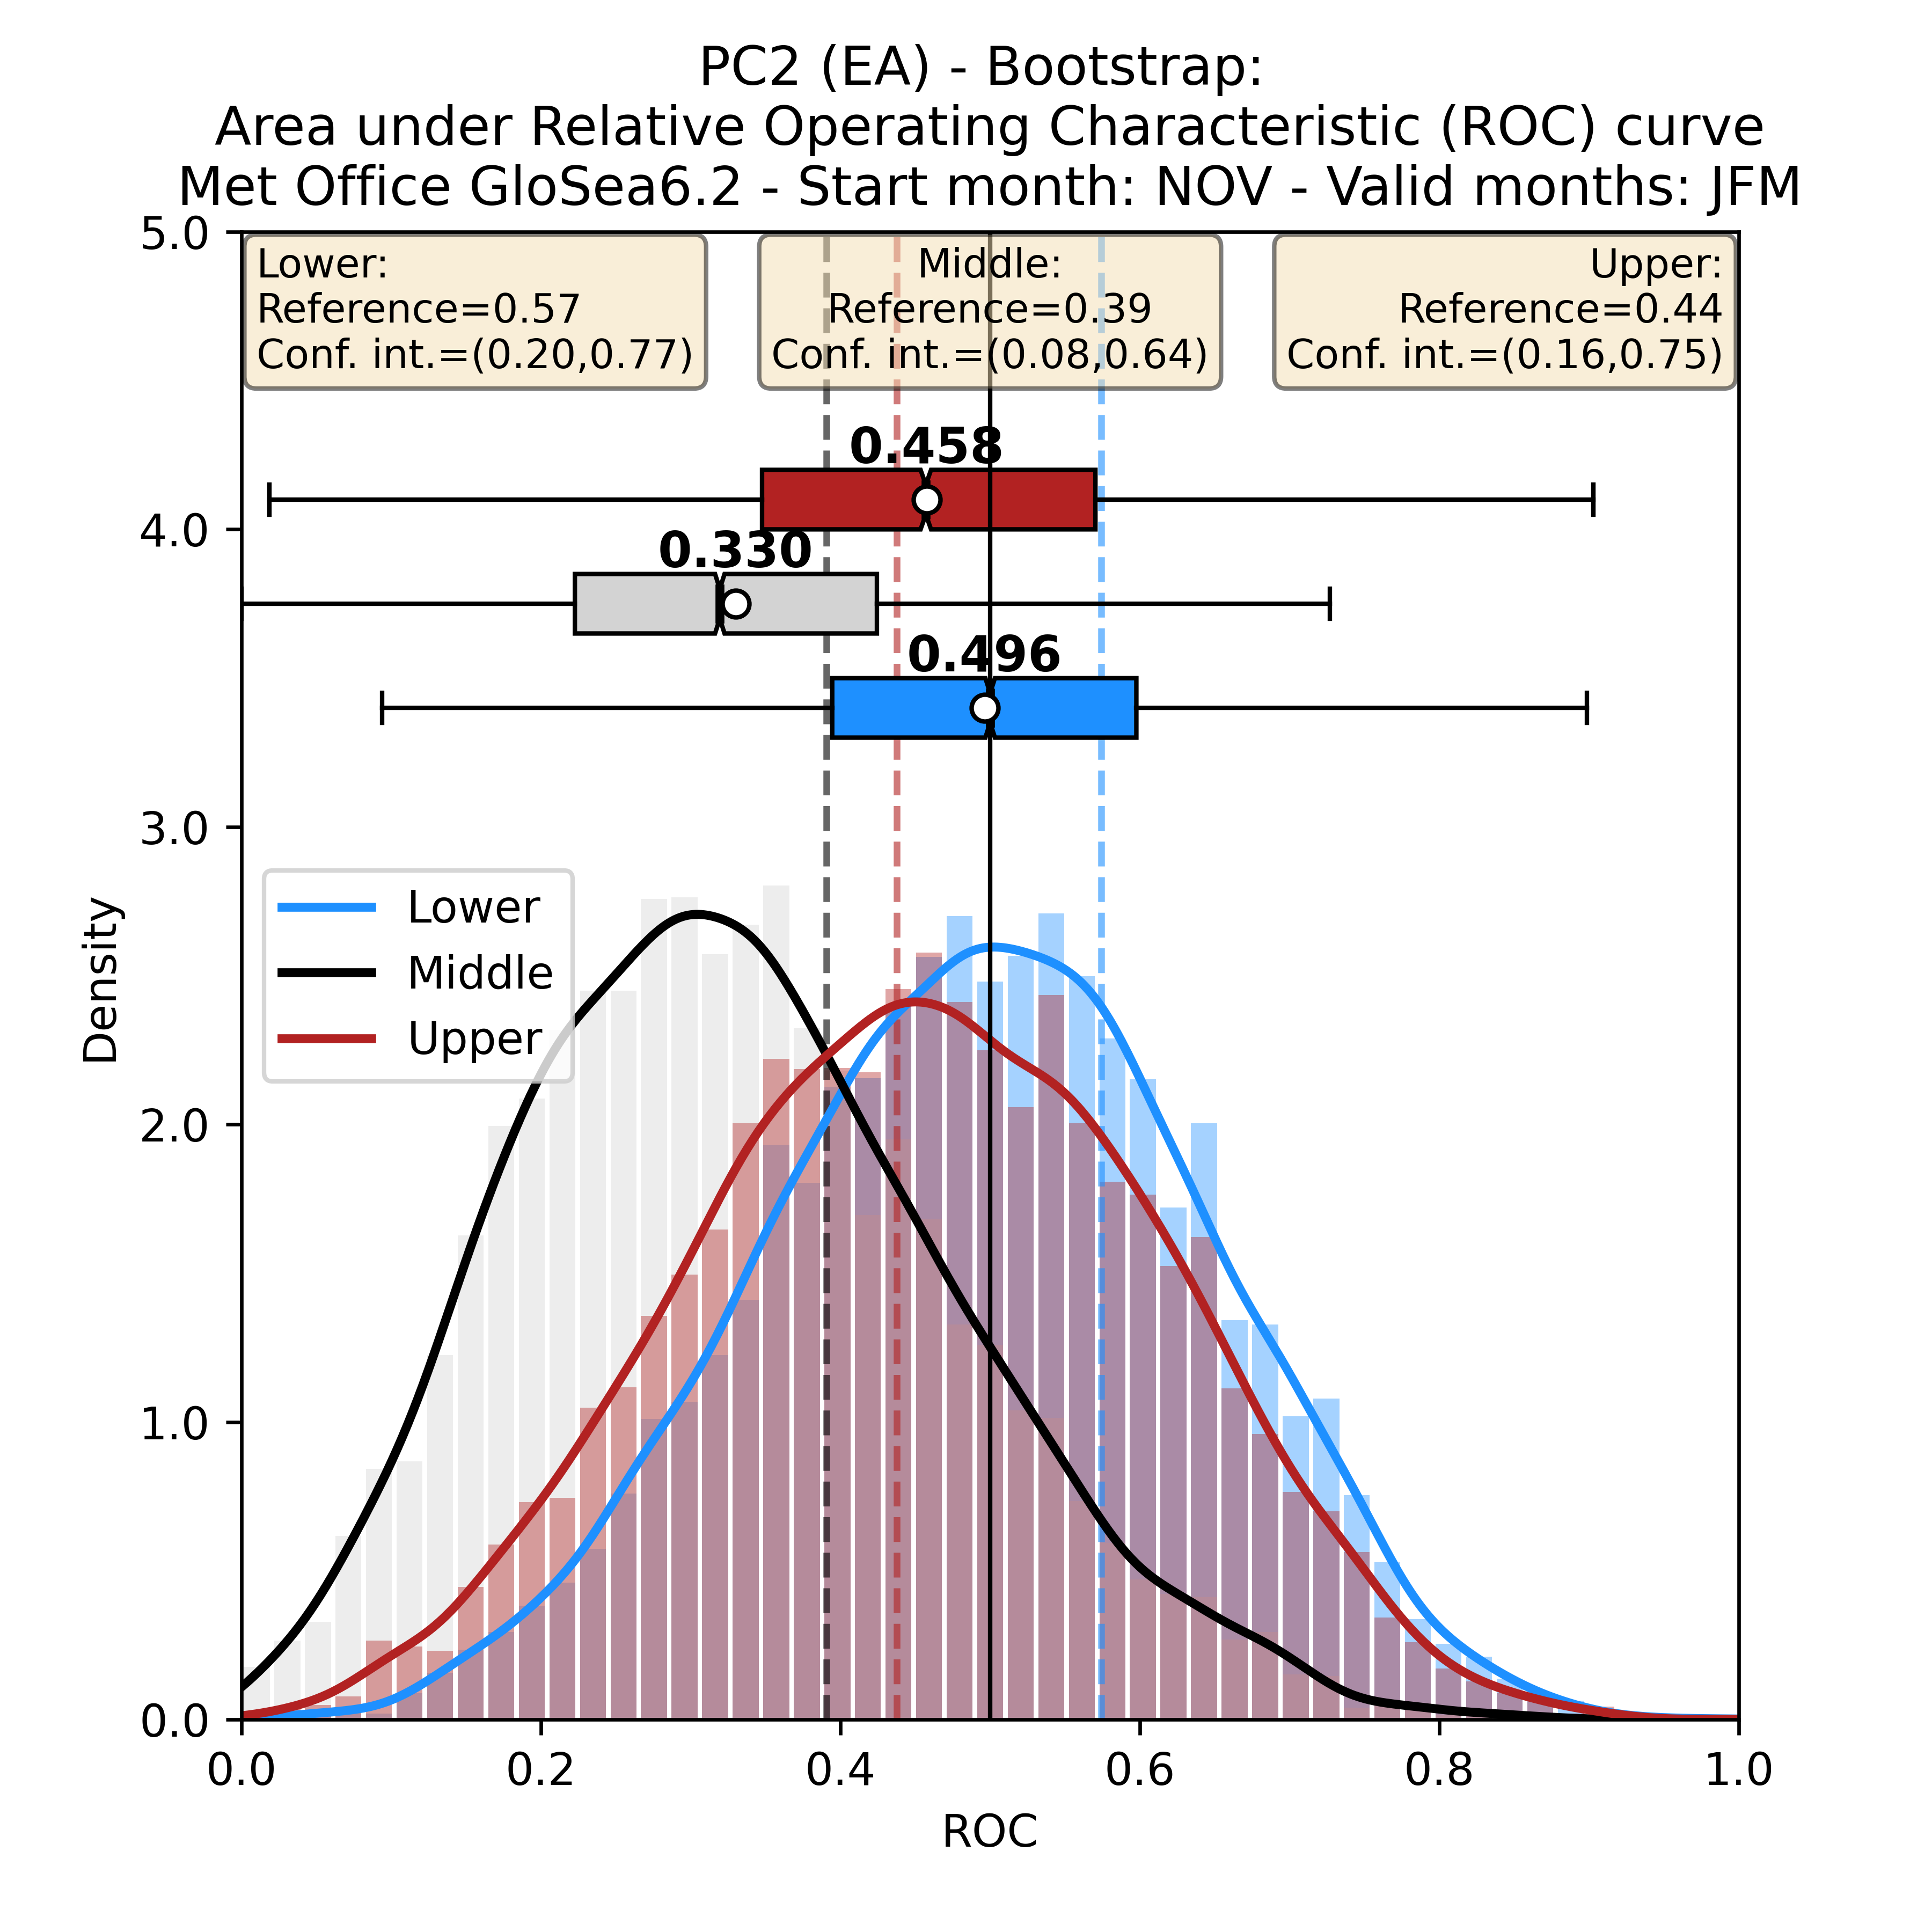 PC2 (EA) - Bootstrap:
Area under Relative Operating Characteristic (ROC) curve
Met Office GloSea6.2 - Start month: NOV - Valid months: JFM
Lower:
Reference=0.57
Conf. int.=(0.20,0.77)
Middle:
Reference=0.39
Conf. int.=(0.08,0.64)
Upper:
Reference=0.44
Conf. int.=(0.16,0.75)
0.458
0.330
0.496
Lower
Middle
Upper
Density
5.0
4.0
3.0
2.0
1.0
0.0
0.0 0.2 0.4 0.6 0.8 1.0
ROC